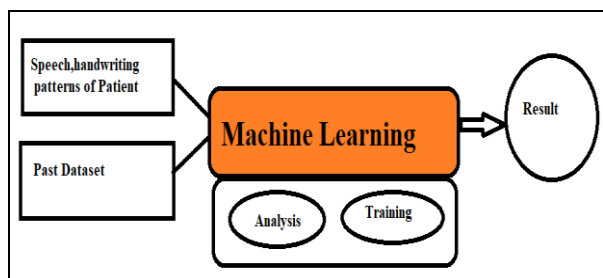 Speech,handwriting
patterns of Patient
Past Dataset
Machine Learning
Analysis
Training
Result